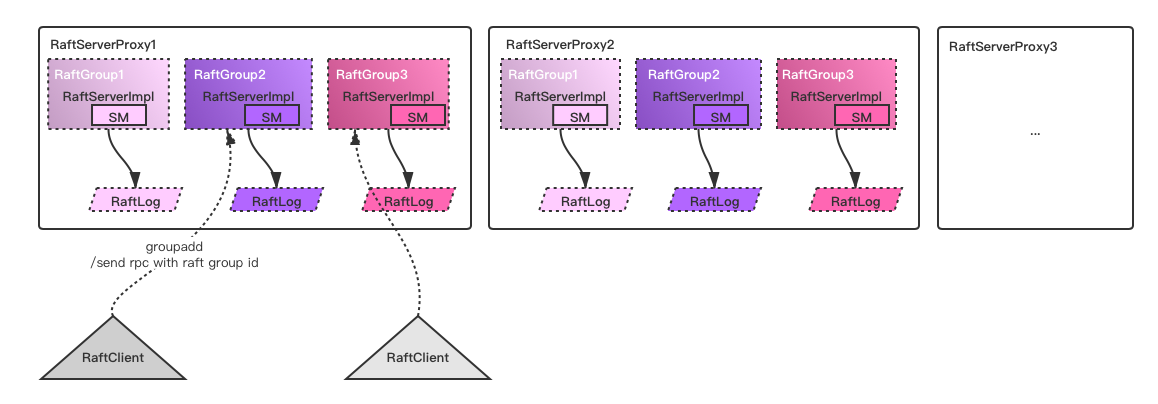 RaftServerProxy1
RaftGroup1
RaftServerImpl
SM
RaftLog
RaftGroup2
RaftServerImpl
SM
RaftLog
RaftGroup3
RaftServerImpl
SM
RaftLog
RaftServerProxy2
RaftGroup1
RaftServerImpl
SM
RaftLog
RaftGroup2
RaftServerImpl
SM
RaftLog
RaftGroup3
RaftServerImpl
SM
RaftLog
RaftServerProxy3
...
groupadd
/send rpc with raft group id
RaftClient
RaftClient